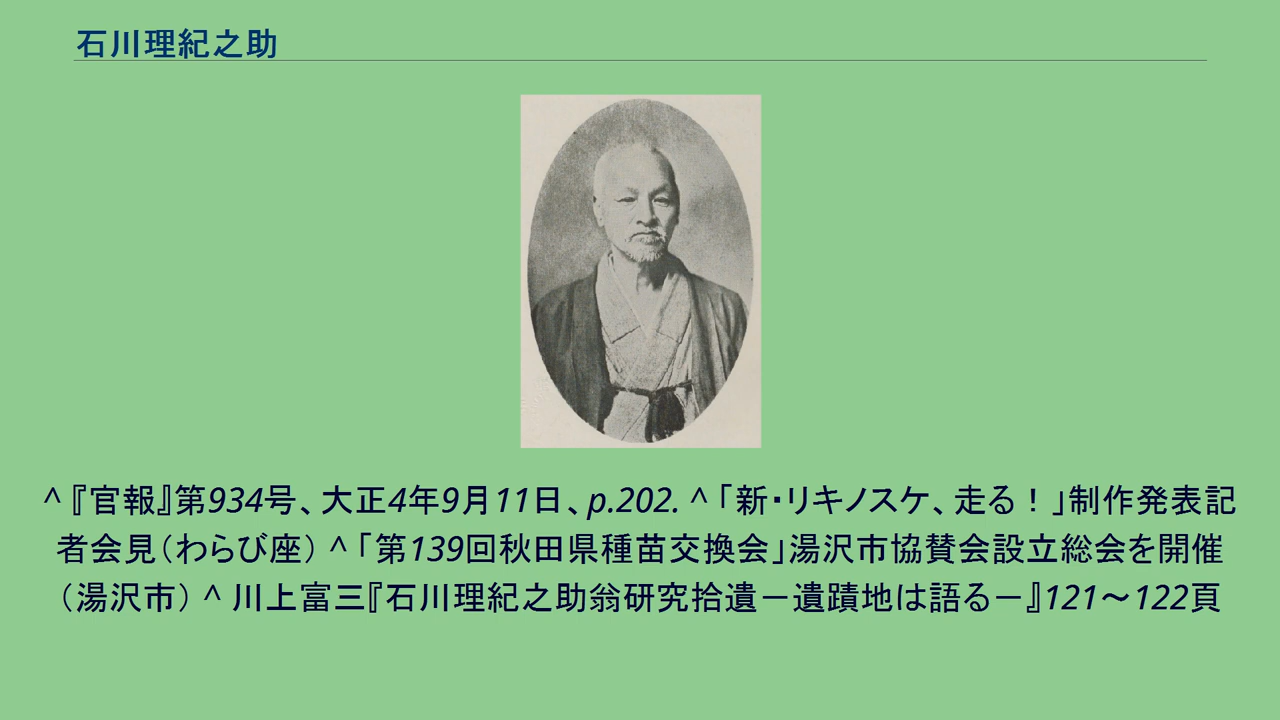 石川理紀之助
^『官報』第934号、大正4年9月11日、p.202. ^「新・リキノスケ、走る！」制作発表記
者会見（わらび座） ^「第139回秋田県種苗交換会」湯沢市協賛会設立総会を開催
（湯沢市） ^ 川上富三『石川理紀之助翁研究拾遺－遺蹟地は語る－』121～122頁